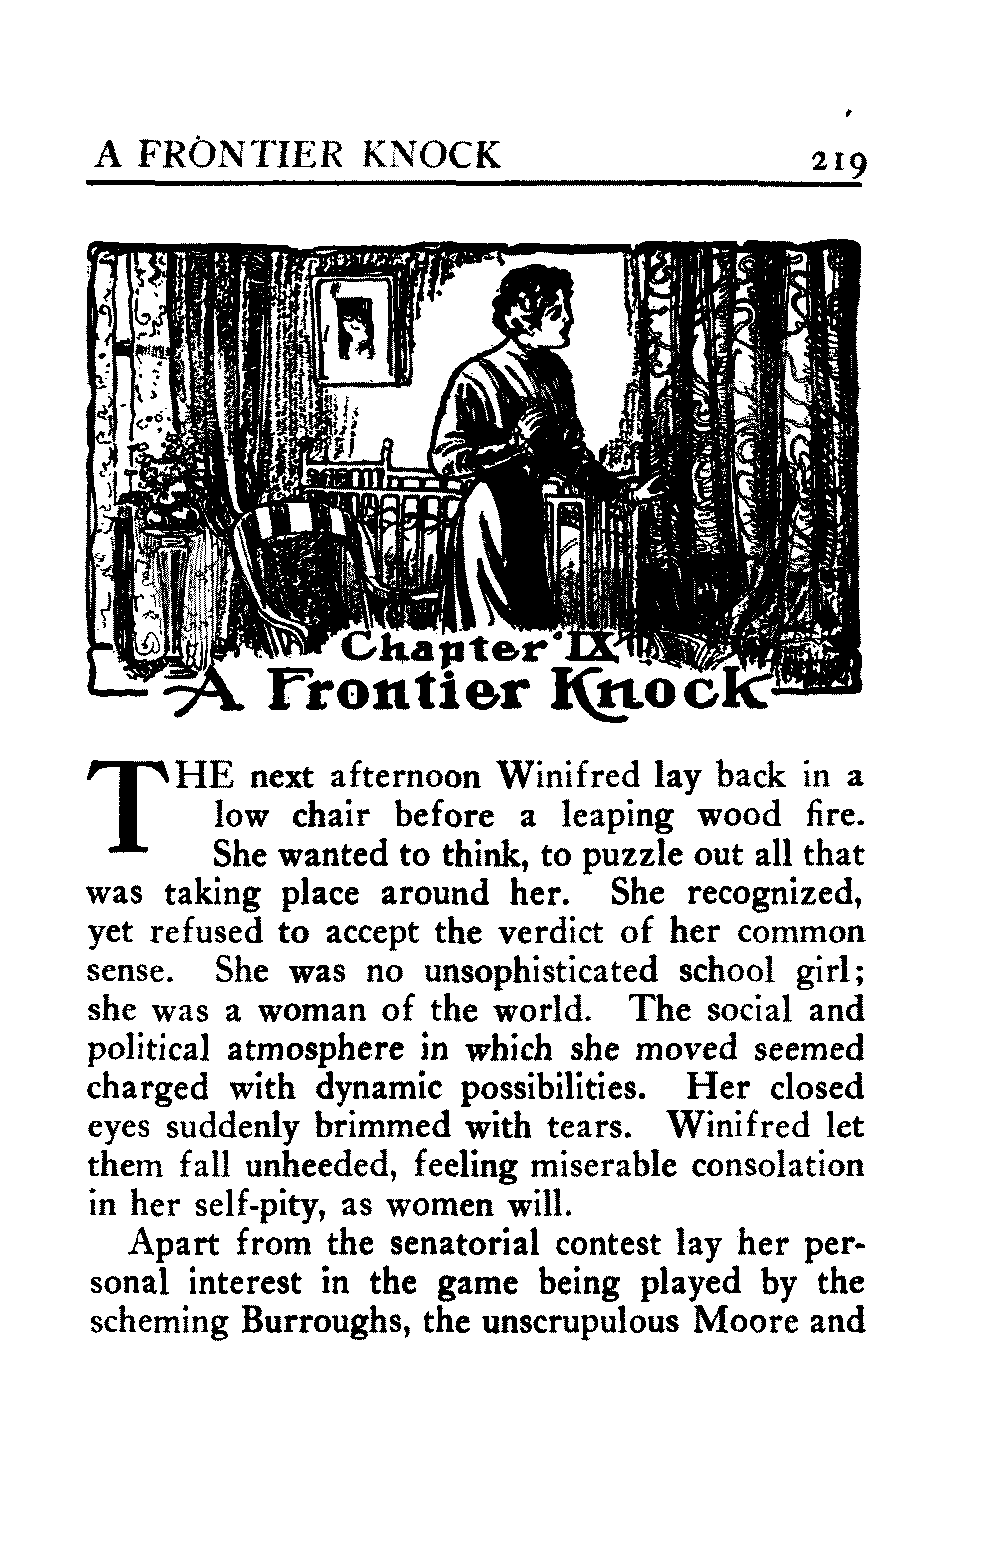 A FRONTIER KNOCK 219
Chapter IX
A Frontier Knock
THE next afternoon Winifred lay back in a
low chair before a leaping wood fire.
She wanted to think, to puzzle out all that
was taking place around her. She recognized,
yet refused to accept the verdict of her common
sense. She was no unsophisticated school girl;
she was a woman of the world. The social and
political atmosphere in which she moved seemed
charged with dynamic possibilities. Her closed
eyes suddenly brimmed with tears. Winifred let
them fall unheeded, feeling miserable consolation
in her self-pity, as women will.
Apart from the senatorial contest lay her per-
sonal interest in the game being played by the
scheming Burroughs, the unscrupulous Moore and